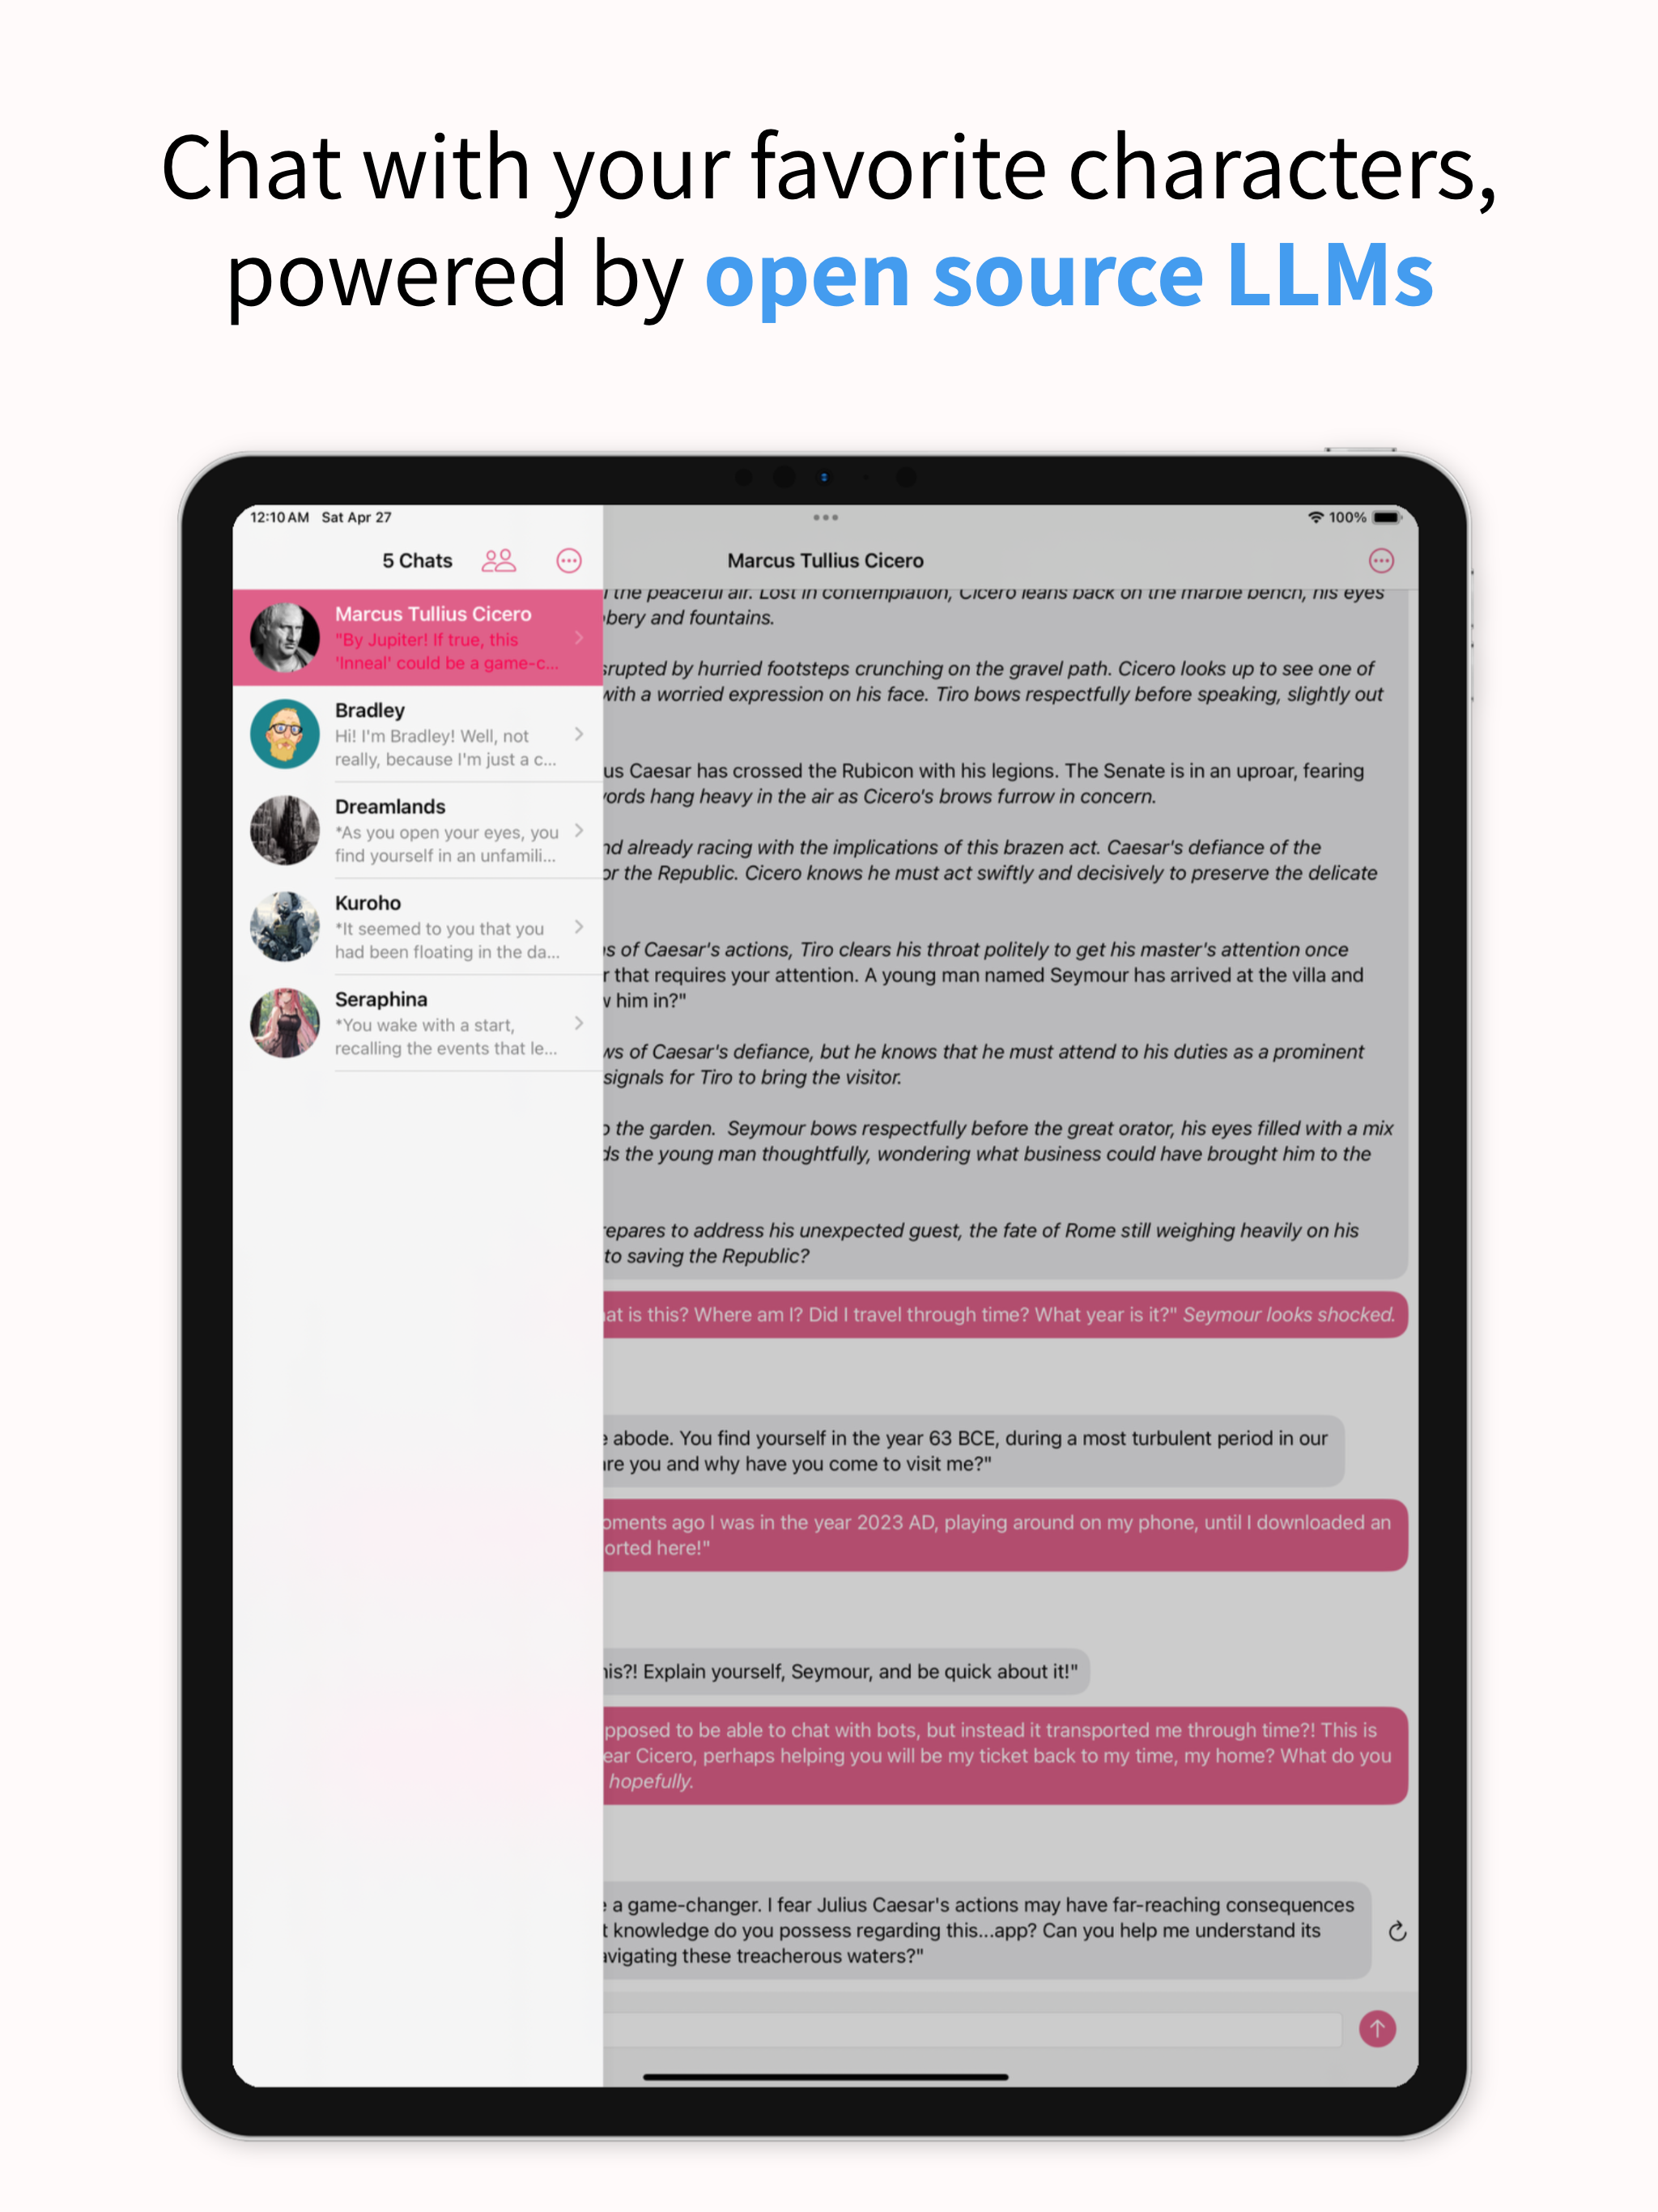 Chat with your favorite characters,
powered by open source LLMs
12:10 AM Sat Apr 27
100%
5 Chats
Marcus Tullius Cicero
"By Jupiter! If true, this
'Inneal' could be a game-c...
Bradley
Hi! I'm Bradley! Well, not
really, because I'm just a c...
Dreamlands
*As you open your eyes, you
find yourself in an unfamili...
Kuroho
*It seemed to you that you
had been floating in the da...
Seraphina
*You wake with a start,
recalling the events that le...
Marcus Tullius Cicero
the peaceful air. Lost in contemplation, Cicero leans back on the marble bench, his eyes
bery and fountains.
srupted by hurried footsteps crunching on the gravel path. Cicero looks up to see one of
with a worried expression on his face. Tiro bows respectfully before speaking, slightly out
us Caesar has crossed the Rubicon with his legions. The Senate is in an uproar, fearing
ords hang heavy in the air as Cicero's brows furrow in concern.
nd already racing with the implications of this brazen act. Caesar's defiance of the
or the Republic. Cicero knows he must act swiftly and decisively to preserve the delicate
s of Caesar's actions, Tiro clears his throat politely to get his master's attention once
r that requires your attention. A young man named Seymour has arrived at the villa and
w him in?"
ws of Caesar's defiance, but he knows that he must attend to his duties as a prominent
signals for Tiro to bring the visitor.
o the garden. Seymour bows respectfully before the great orator, his eyes filled with a mix
ds the young man thoughtfully, wondering what business could have brought him to the
repares to address his unexpected guest, the fate of Rome still weighing heavily on his
to saving the Republic?
at is this? Where am I? Did I travel through time? What year is it?" Seymour looks shocked.
e abode. You find yourself in the year 63 BCE, during a most turbulent period in our
are you and why have you come to visit me?"
oments ago I was in the year 2023 AD, playing around on my phone, until I downloaded an
orted here!"
his?! Explain yourself, Seymour, and be quick about it!"
pposed to be able to chat with bots, but instead it transported me through time?! This is
ear Cicero, perhaps helping you will be my ticket back to my time, my home? What do you
hopefully.
e a game-changer. I fear Julius Caesar's actions may have far-reaching consequences
t knowledge do you possess regarding this...app? Can you help me understand its
avigating these treacherous waters?"